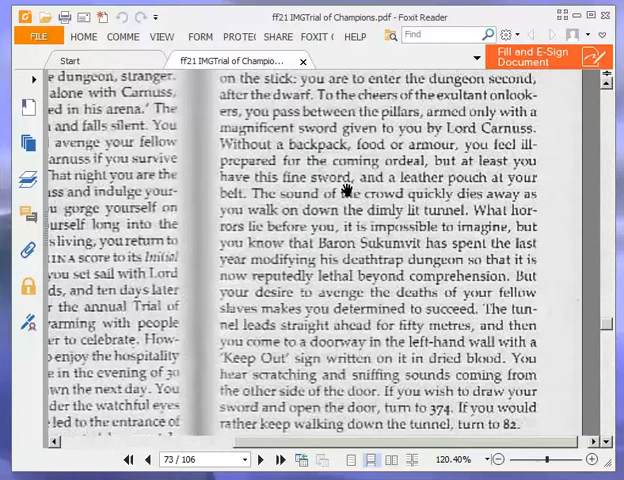 ff21 IMGTrial of Champions.pdf - Foxit Reader
FILE HOME COMME FORM PROTEC SHARE FOXIT HELP Find
Start ff21 IMGTrial of Champio...
Fill and E-Sign
Document
e dungeon, stranger.
alone with Carnuss,
ed in his arena.' The
and falls silent. You
avenge your fellow
arnuss if you survive
That night you are the
ss and indulge your-
u gorge yourself on
urself long into the
s living, you return to
INA score to its Initial
you set sail with Lord
ds, and ten days later
r the annual Trial of
varming with people
er to celebrate. How-
o enjoy the hospitality
e in the evening of 30
wn the next day. You
der the watchful eyes
led to the entrance of
on the stick: you are to enter the dungeon second,
after the dwarf. To the cheers of the exultant onlook-
ers, you pass between the pillars, armed only with a
magnificent sword given to you by Lord Carnuss.
Without a backpack, food or armour, you feel ill-
prepared for the coming ordeal, but at least you
have this fine sword, and a leather pouch at your
belt. The sound of the crowd quickly dies away as
you walk on down the dimly lit tunnel. What hor-
rors lie before you, it is impossible to imagine, but
you know that Baron Sukumvit has spent the last
year modifying his deathtrap dungeon so that it is
now reputedly lethal beyond comprehension. But
your desire to avenge the deaths of your fellow
slaves makes you determined to succeed. The tun-
nel leads straight ahead for fifty metres, and then
you come to a doorway in the left-hand wall with a
'Keep Out' sign written on it in dried blood. You
hear scratching and sniffing sounds coming from
the other side of the door. If you wish to draw your
sword and open the door, turn to 374. If you would
rather keep walking down the tunnel, turn to 82.
73 / 106 120.40%